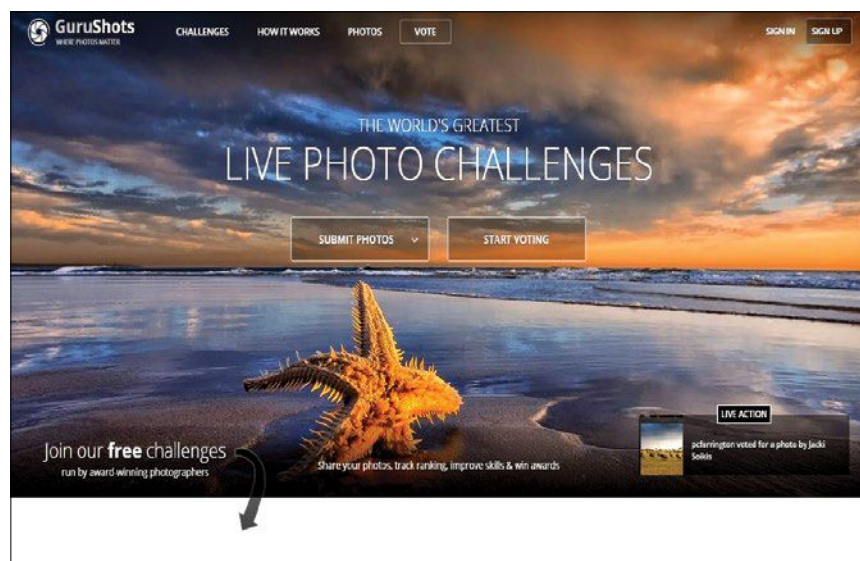 GuruShots
WHERE PHOTOS MATTER
CHALLENGES
HOW IT WORKS
PHOTOS
VOTE
SIGN IN
SIGN UP
THE WORLD'S GREATEST
LIVE PHOTO CHALLENGES
SUBMIT PHOTOS
START VOTING
LIVE ACTION
pcferrington voted for a photo by Jacki
Soikis
Join our free challenges
run by award-winning photographers
Share your photos, track ranking, improve skills & win awards